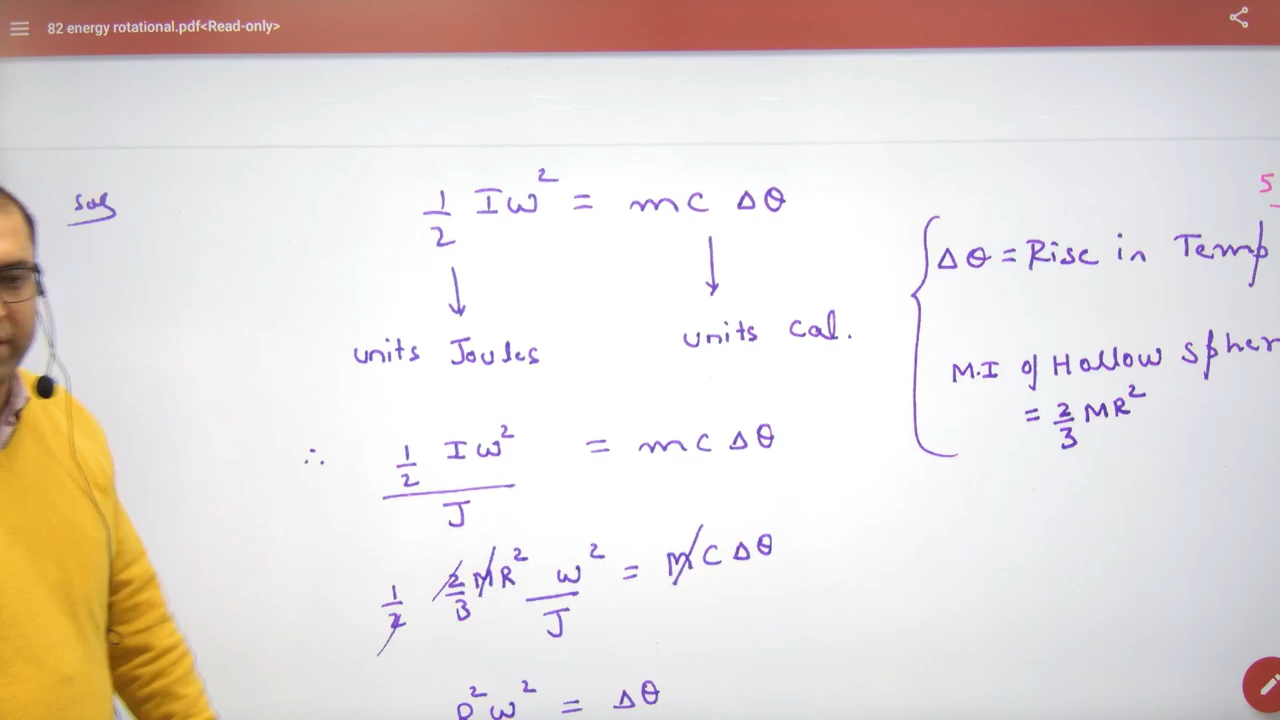 82 energy rotational.pdf<Read-only>
Sol
1/2 Iω² = mc Δθ
units Joules
units cal.
5
Δθ = Rise in Temp
M.I of Hollow Spher
= 2/3 MR²
∴ (1/2 Iω²)/J = mc Δθ
1/2 2/3 MR² ω²/J = mc Δθ
R²ω² = Δθ